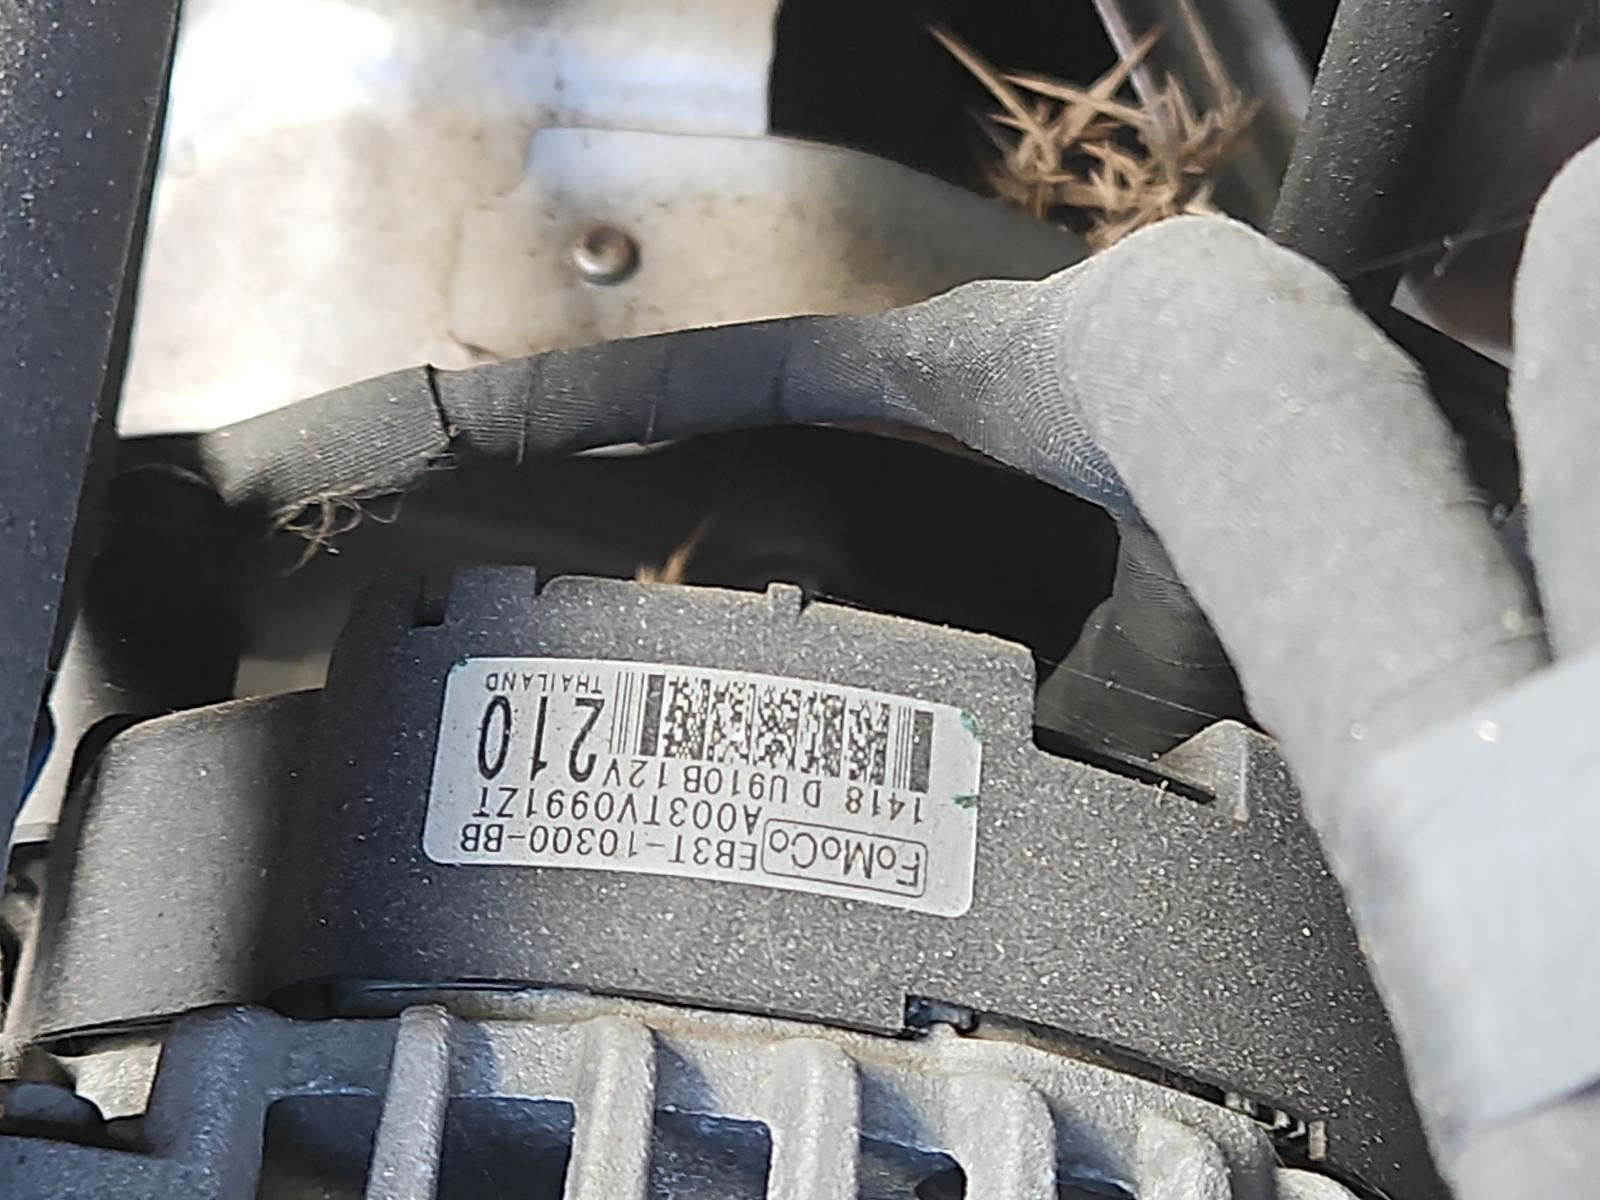 FoMoCo EB3T-10300-BB
A003TV0991ZT
1418 D U910B 12V
210
THAILAND